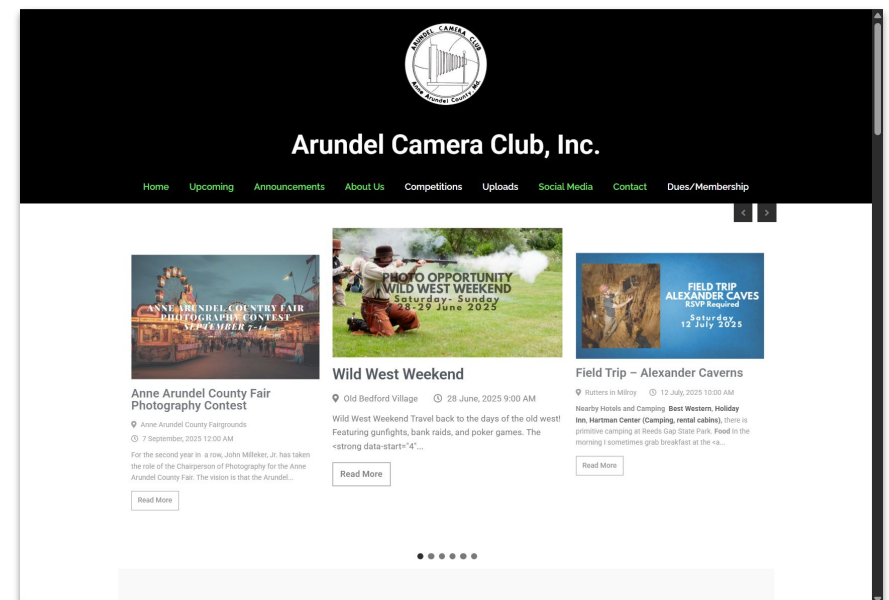 ARUNDEL CAMERA CLUB
Anne Arundel County Md.
Arundel Camera Club, Inc.
Home Upcoming Announcements About Us Competitions Uploads Social Media Contact Dues/Membership
ANNE ARUNDEL COUNTRY FAIR
PHOTOGRAPHY CONTEST
SEPTEMBER 7-14
Anne Arundel County Fair
Photography Contest
Anne Arundel County Fairgrounds
7 September, 2025 12:00 AM
For the second year in a row, John Milleker, Jr. has taken
the role of the Chairperson of Photography for the Anne
Arundel County Fair. The vision is that the Arundel...
Read More
PHOTO OPPORTUNITY
WILD WEST WEEKEND
Saturday- Sunday
28-29 June 2025
Wild West Weekend
Old Bedford Village 28 June, 2025 9:00 AM
Wild West Weekend Travel back to the days of the old west!
Featuring gunfights, bank raids, and poker games. The
<strong data-start="4"...
Read More
FIELD TRIP
ALEXANDER CAVES
RSVP Required
Saturday
12 July 2025
Field Trip – Alexander Caverns
Rutters in Milroy 12 July, 2025 10:00 AM
Nearby Hotels and Camping Best Western, Holiday
Inn, Hartman Center (Camping, rental cabins), there is
primitive camping at Reeds Gap State Park. Food in the
morning I sometimes grab breakfast at the <a...
Read More